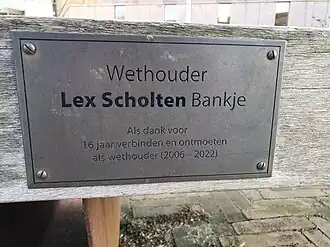 Wethouder
Lex Scholten Bankje
Als dank voor
16 jaar verbinden en ontmoeten
als wethouder (2006 - 2022)